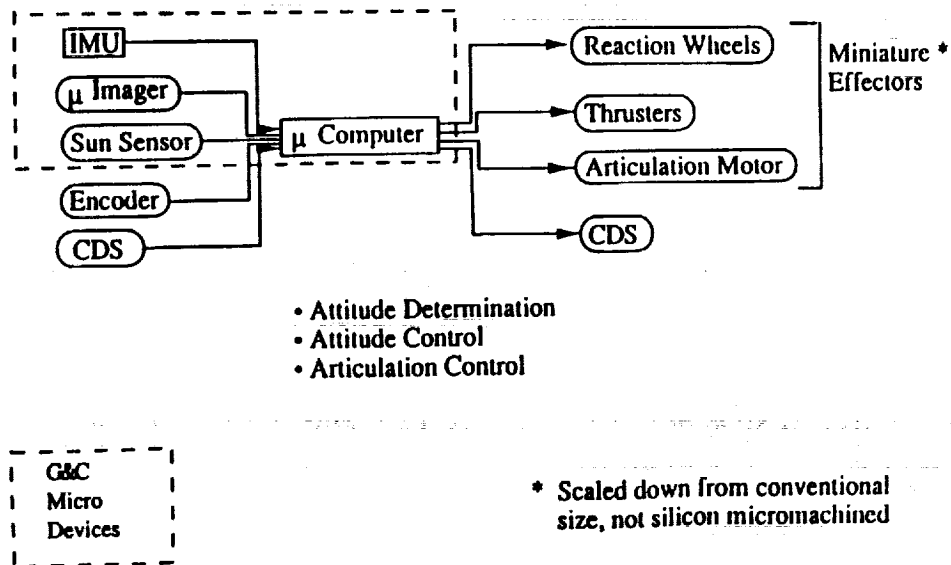 IMU
μ Imager
Sun Sensor
Encoder
CDS
μ Computer
Reaction Wheels
Thrusters
Articulation Motor
CDS
Miniature *
Effectors
• Attitude Determination
• Attitude Control
• Articulation Control
G&C
Micro
Devices
* Scaled down from conventional
size, not silicon micromachined